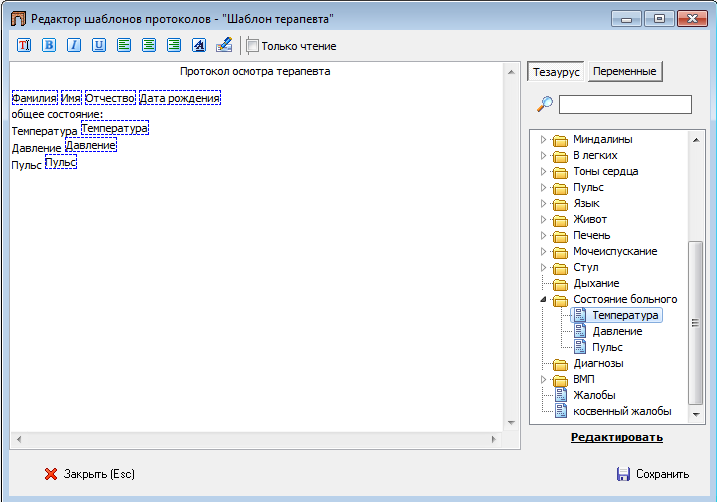 Редактор шаблонов протоколов - "Шаблон терапевта"
T B I U A Только чтение
Протокол осмотра терапевта
Фамилия Имя Отчество Дата рождения
общее состояние:
Температура Температура
Давление Давление
Пульс Пульс
Тезаурус Переменные
Миндалины
В легких
Тоны сердца
Пульс
Язык
Живот
Печень
Мочеиспускание
Стул
Дыхание
Состояние больного
Температура
Давление
Пульс
Диагнозы
ВМП
Жалобы
косвенный жалобы
Редактировать
Закрыть (Esc) Сохранить